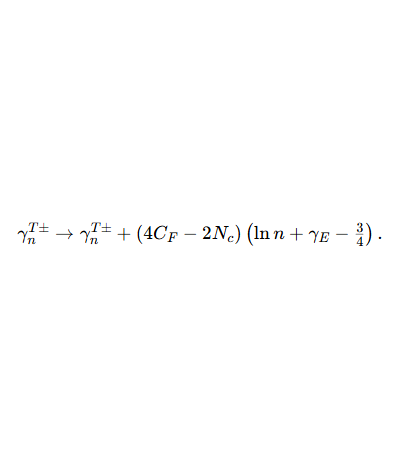 γ_n^{T±} → γ_n^{T±} + (4C_F − 2N_c) (ln n + γ_E − 3/4) .